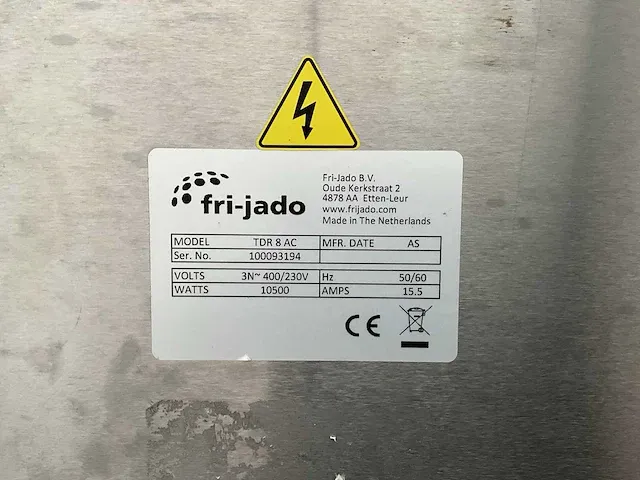 fri-jado
Fri-Jado B.V.
Oude Kerkstraat 2
4878 AA Etten-Leur
www.frijado.com
Made in The Netherlands
MODEL TDR 8 AC MFR. DATE AS
Ser. No. 100093194
VOLTS 3N~ 400/230V Hz 50/60
WATTS 10500 AMPS 15.5
CE